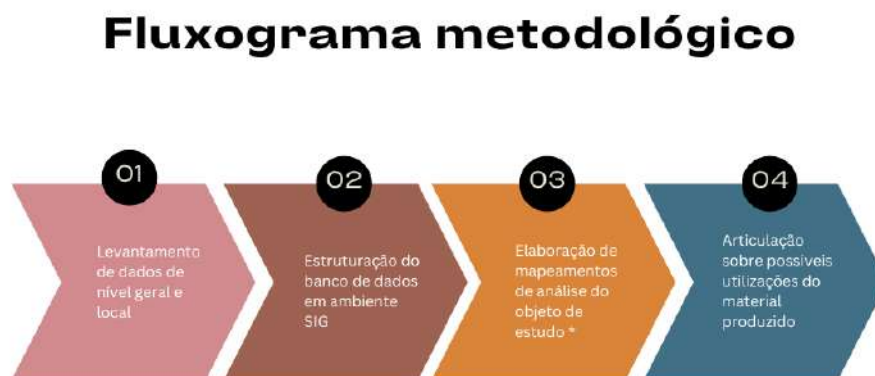 Fluxograma metodológico
01
Levantamento
de dados de
nível geral e
local
02
Estruturação do
banco de dados
em ambiente
SIG
03
Elaboração de
mapeamentos
de análise do
objeto de
estudo *
04
Articulação
sobre possíveis
utilizações do
material
produzido